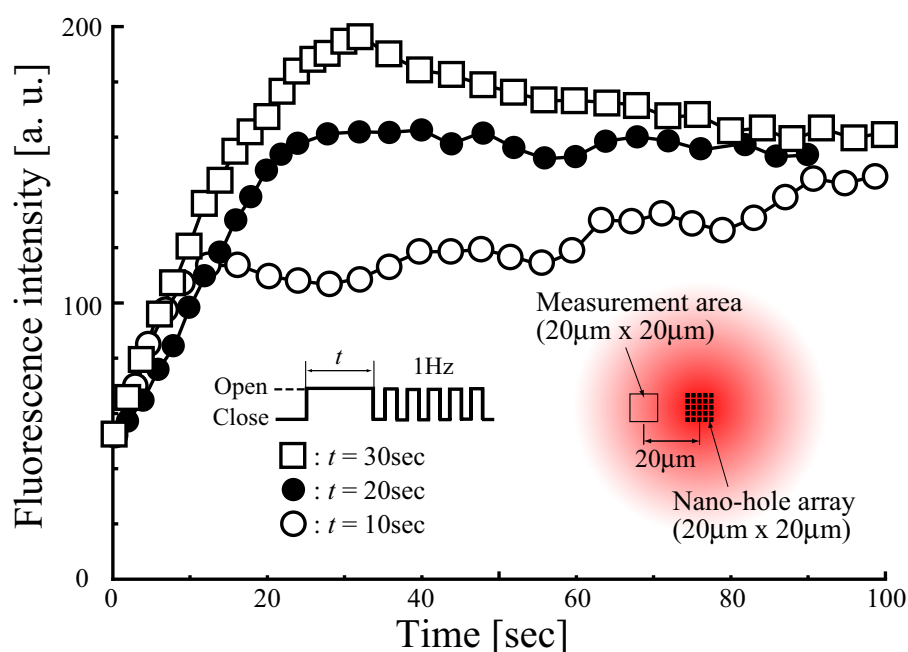 Fluorescence intensity [a. u.]
200
100
0
0
20
40
60
80
100
Time [sec]
t
1Hz
Open
Close
: t = 30sec
: t = 20sec
: t = 10sec
Measurement area
(20µm x 20µm)
20µm
Nano-hole array
(20µm x 20µm)